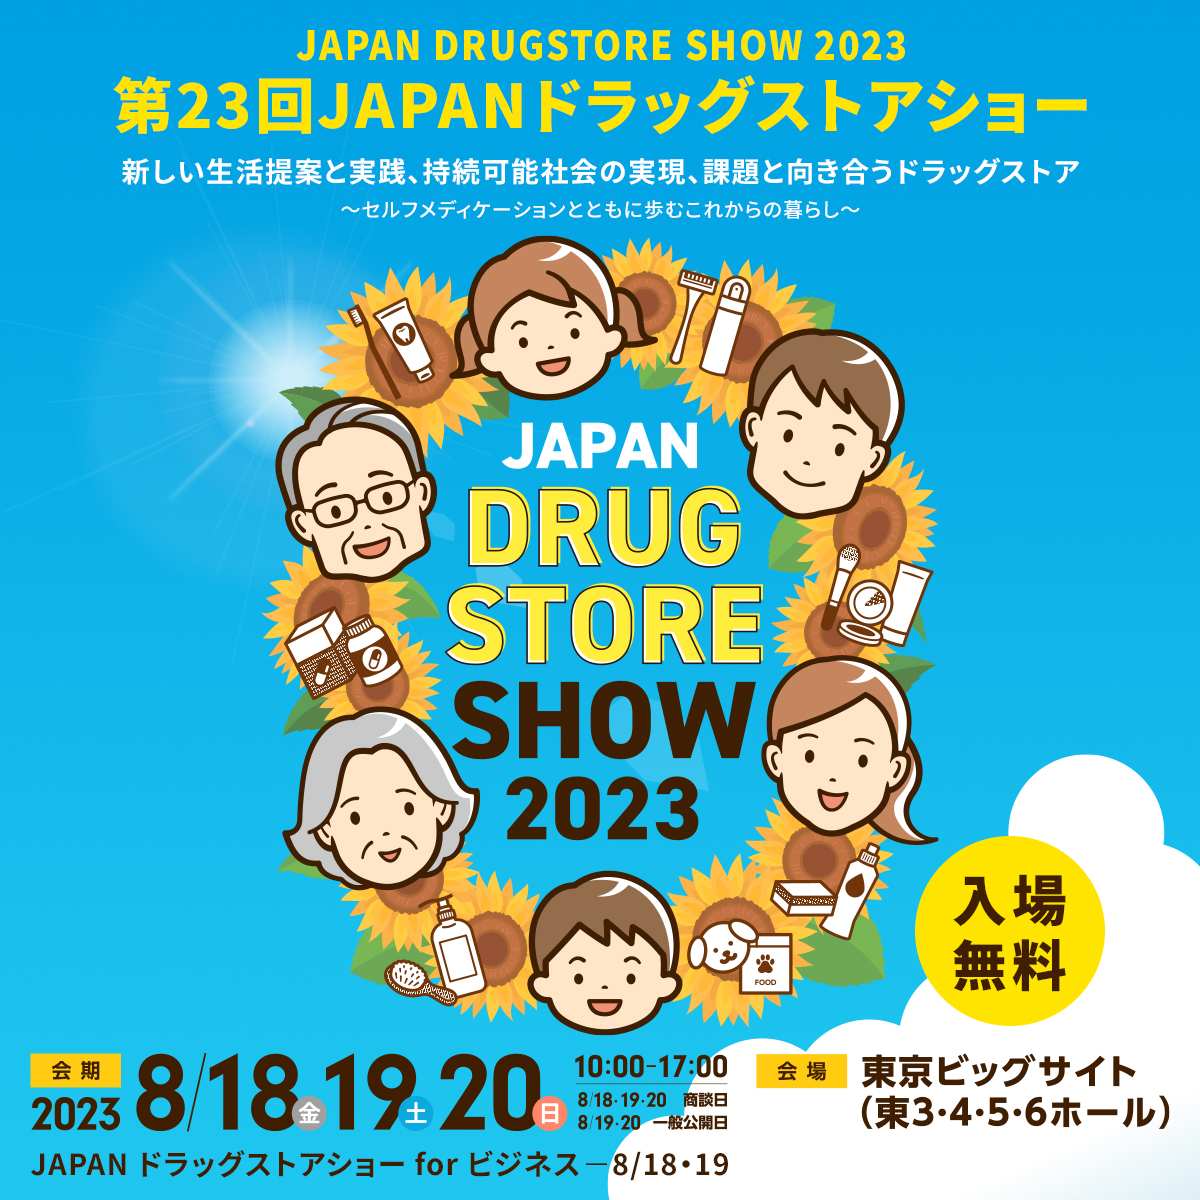 JAPAN DRUGSTORE SHOW 2023
第23回JAPANドラッグストアショー
新しい生活提案と実践、持続可能社会の実現、課題と向き合うドラッグストア
〜セルフメディケーションとともに歩むこれからの暮らし〜
JAPAN
DRUG
STORE
SHOW
2023
FOOD
入場
無料
会期
2023
8/18金・19土・20日
10:00-17:00
8/18・19・20 商談日
8/19・20 一般公開日
会場
東京ビッグサイト
(東3・4・5・6ホール)
JAPAN ドラッグストアショー for ビジネス－8/18・19